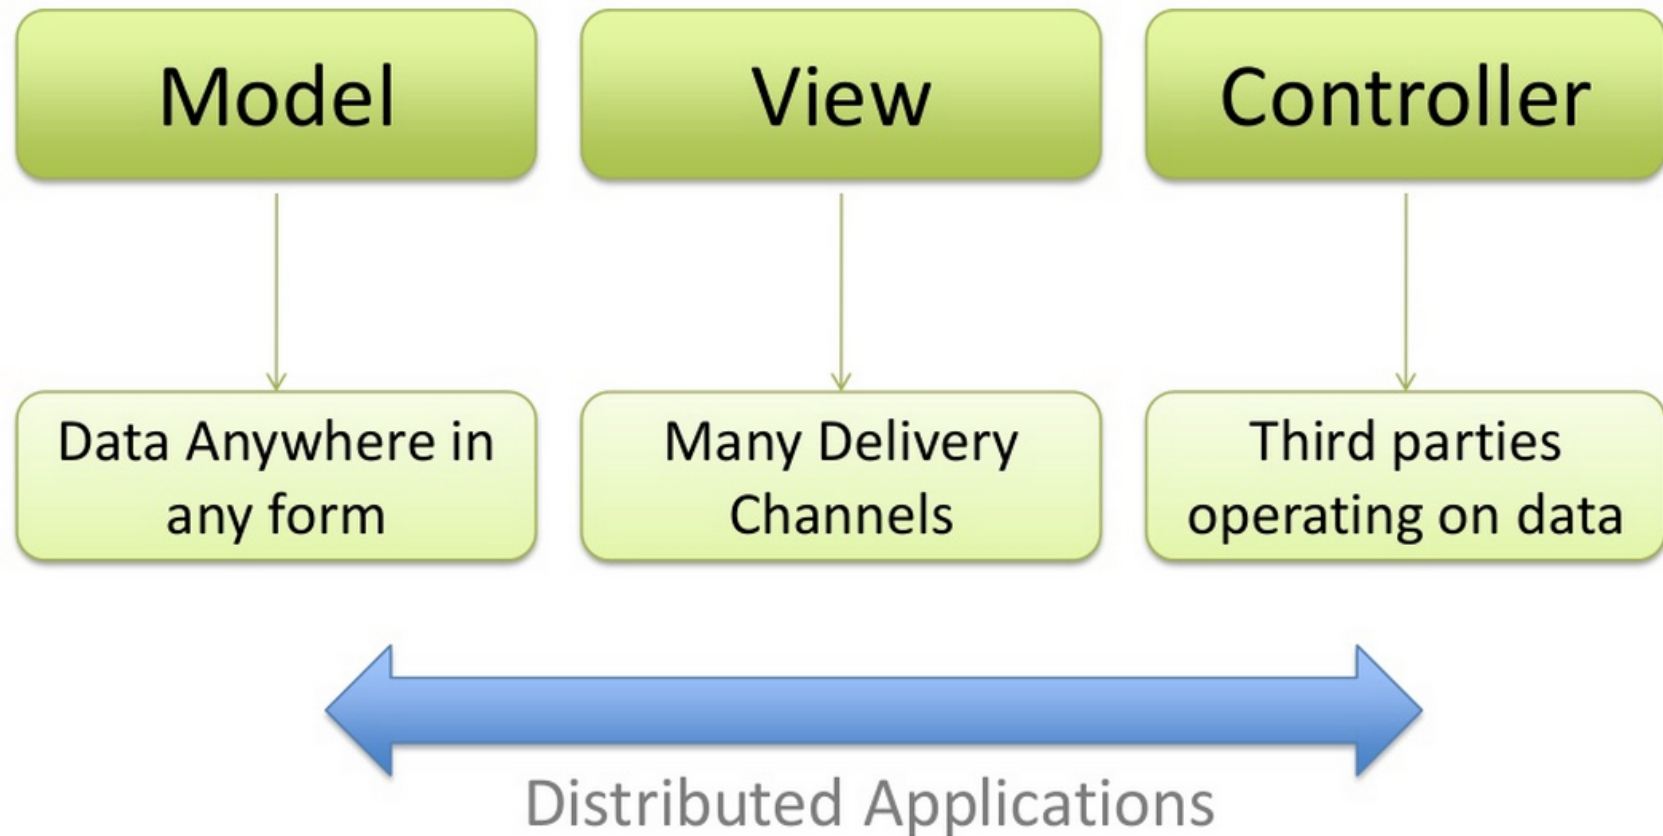 Model
View
Controller
Data Anywhere in
any form
Many Delivery
Channels
Third parties
operating on data
Distributed Applications